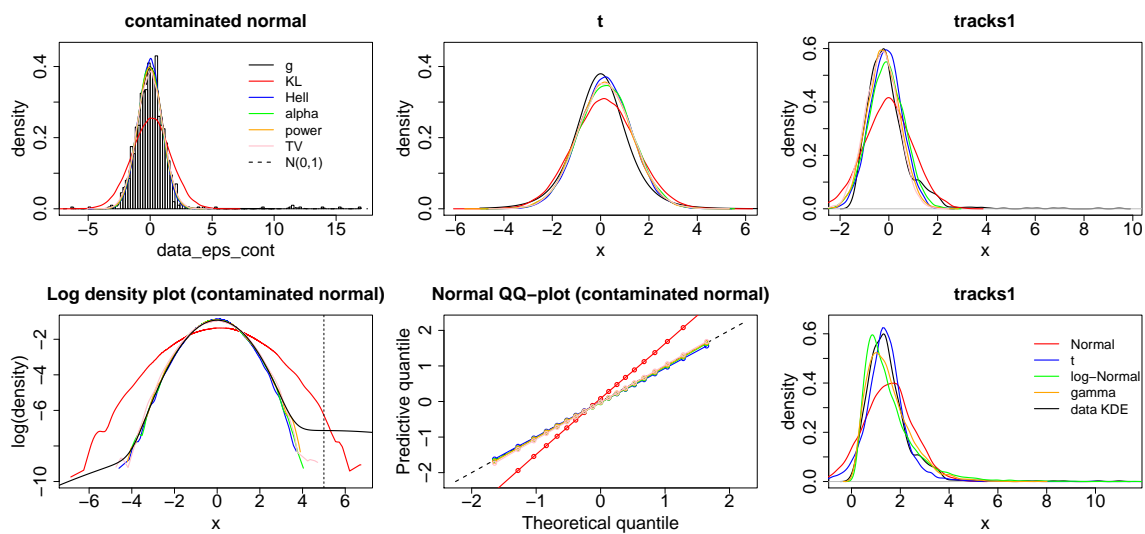 contaminated normal
density
0.0 0.2 0.4
g
KL
Hell
alpha
power
TV
N(0,1)
−5 0 5 10 15
data_eps_cont
t
density
0.0 0.2 0.4
−6 −4 −2 0 2 4 6
x
tracks1
density
0.0 0.2 0.4 0.6
−2 0 2 4 6 8 10
x
Log density plot (contaminated normal)
log(density)
−10 −8 −6 −4 −2
−6 −4 −2 0 2 4 6
x
Normal QQ−plot (contaminated normal)
Predictive quantile
−2 −1 0 1 2
−2 −1 0 1 2
Theoretical quantile
tracks1
density
0.0 0.2 0.4 0.6
Normal
t
log−Normal
gamma
data KDE
0 2 4 6 8 10
x